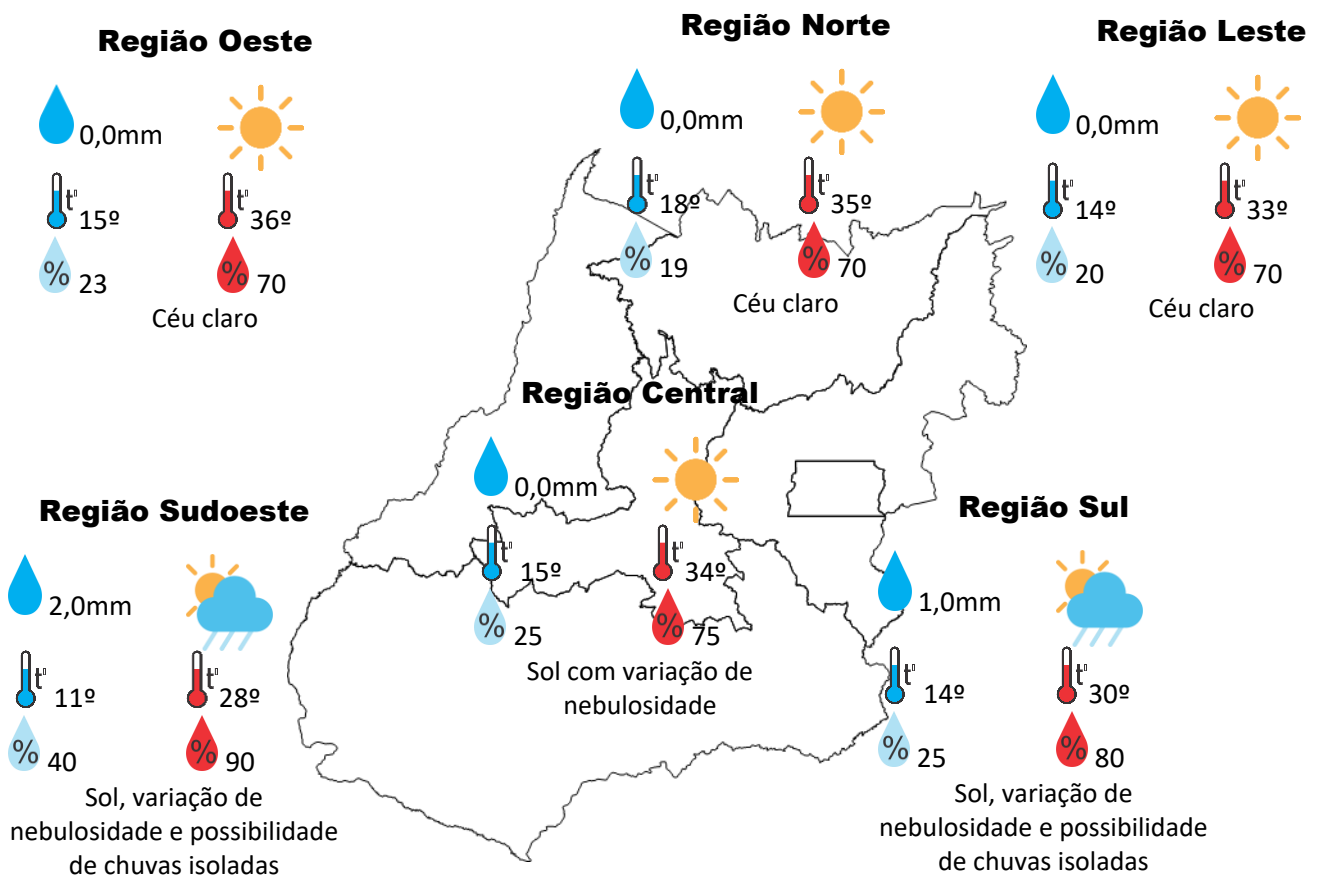 Região Oeste
0,0mm
t°
15º
t°
36º
% 23
% 70
Céu claro
Região Norte
0,0mm
t°
18º
t°
35º
% 19
% 70
Céu claro
Região Leste
0,0mm
t°
14º
t°
33º
% 20
% 70
Céu claro
Região Central
0,0mm
t°
15º
t°
34º
% 25
% 75
Sol com variação de
nebulosidade
Região Sudoeste
2,0mm
t°
11º
t°
28º
% 40
% 90
Sol, variação de
nebulosidade e possibilidade
de chuvas isoladas
Região Sul
1,0mm
t°
14º
t°
30º
% 25
% 80
Sol, variação de
nebulosidade e possibilidade
de chuvas isoladas